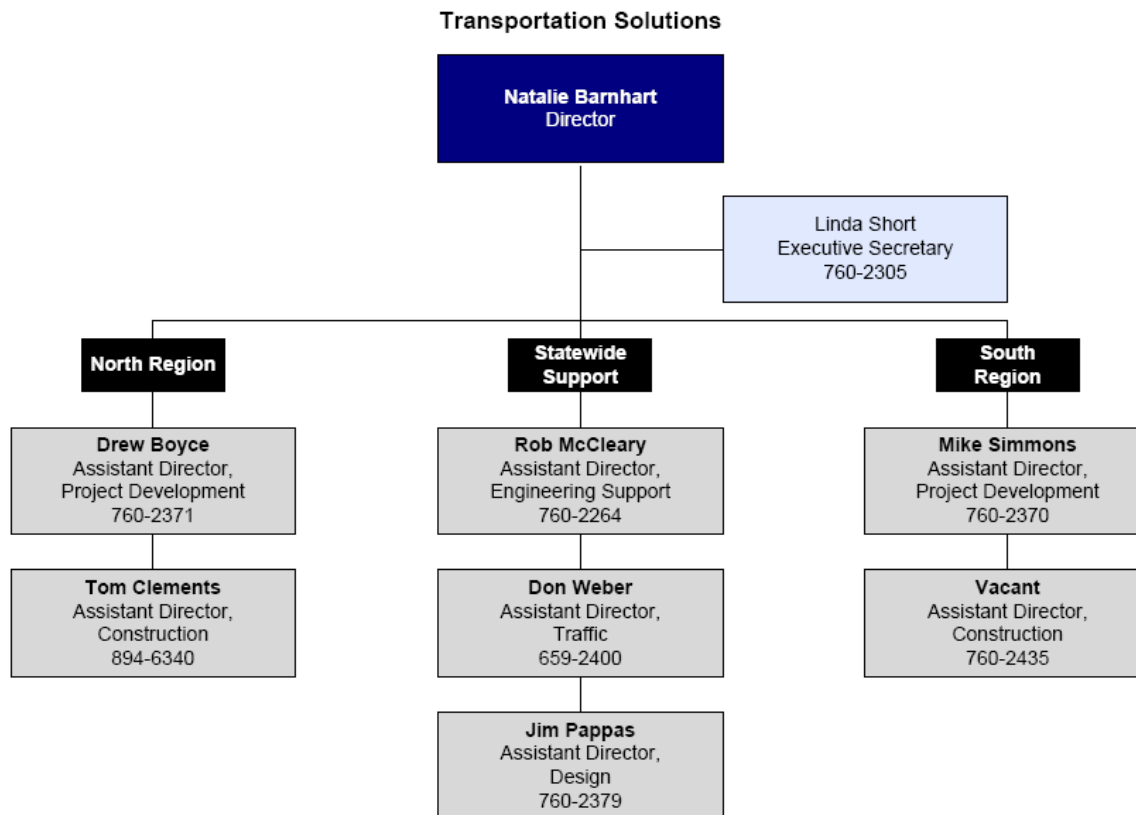 Transportation Solutions
Natalie Barnhart
Director
Linda Short
Executive Secretary
760-2305
North Region
Drew Boyce
Assistant Director,
Project Development
760-2371
Tom Clements
Assistant Director,
Construction
894-6340
Statewide
Support
Rob McCleary
Assistant Director,
Engineering Support
760-2264
Don Weber
Assistant Director,
Traffic
659-2400
Jim Pappas
Assistant Director,
Design
760-2379
South
Region
Mike Simmons
Assistant Director,
Project Development
760-2370
Vacant
Assistant Director,
Construction
760-2435